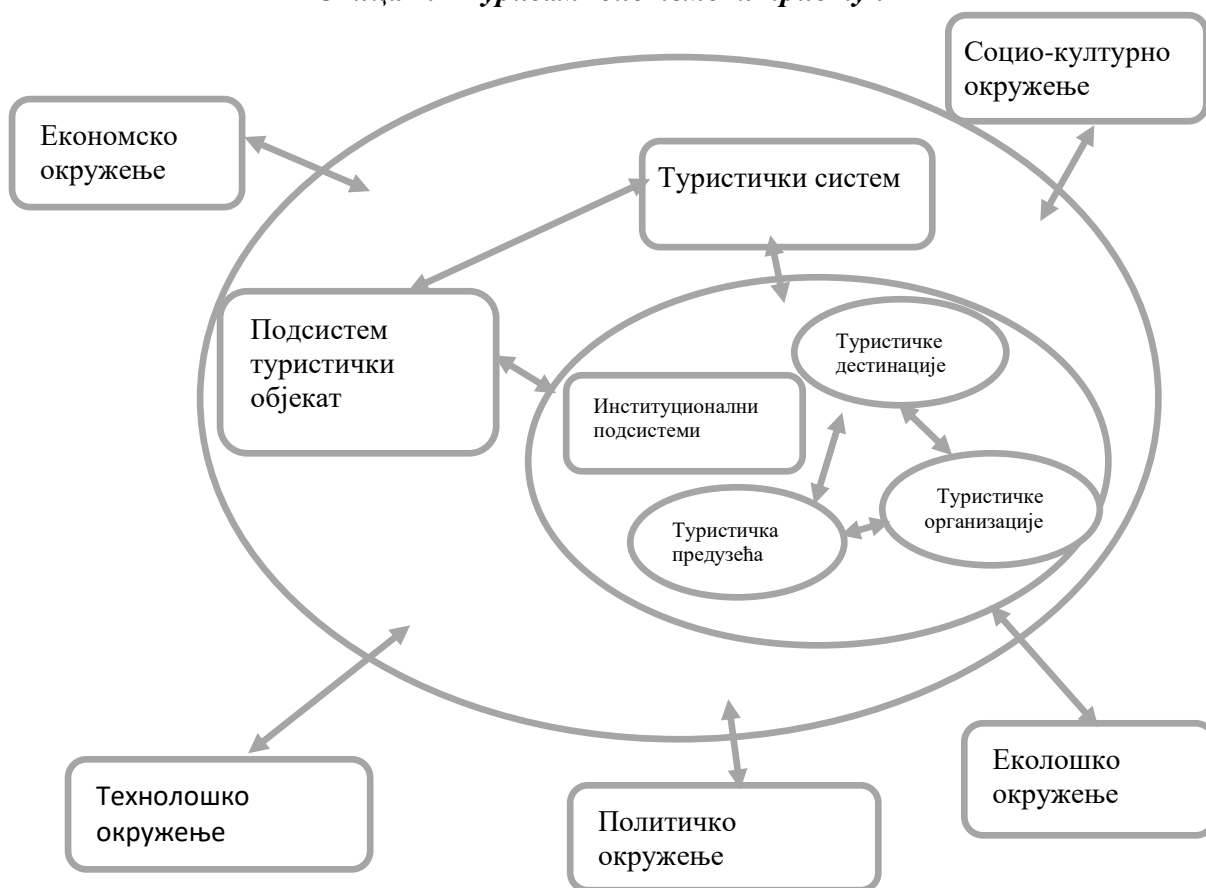 Социо-културно
окружење
Економско
окружење
Туристички систем
Подсистем
туристички
објекат
Туристичке
дестинације
Институционални
подсистеми
Туристичке
организације
Туристичка
предузећа
Еколошко
окружење
Технолошко
окружење
Политичко
окружење